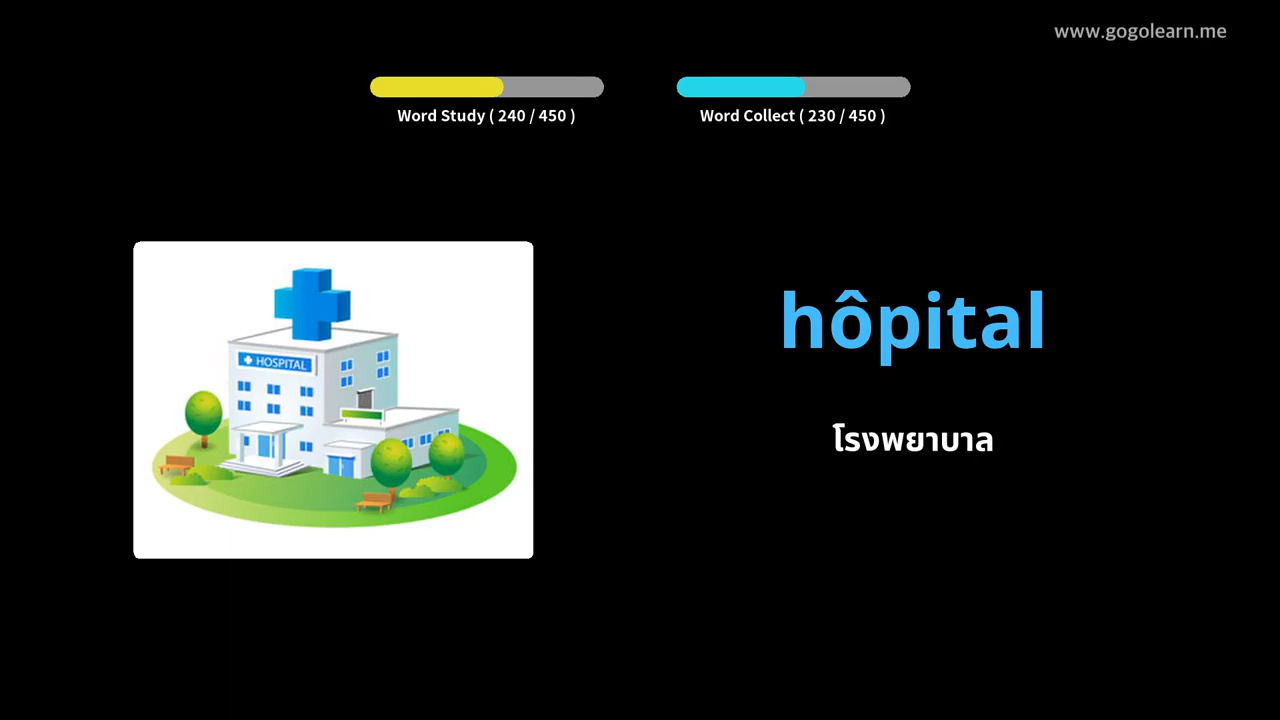 www.gogolearn.me
Word Study ( 240 / 450 )
Word Collect ( 230 / 450 )
HOSPITAL
hôpital
โรงพยาบาล